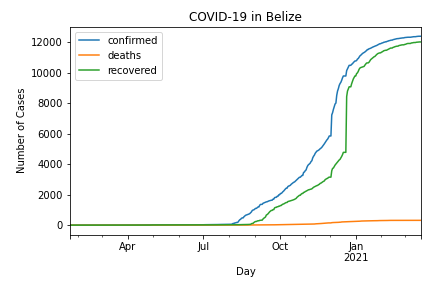 COVID-19 in Belize
confirmed
deaths
recovered
Number of Cases
12000
10000
8000
6000
4000
2000
0
Apr
Jul
Oct
Jan
2021
Day